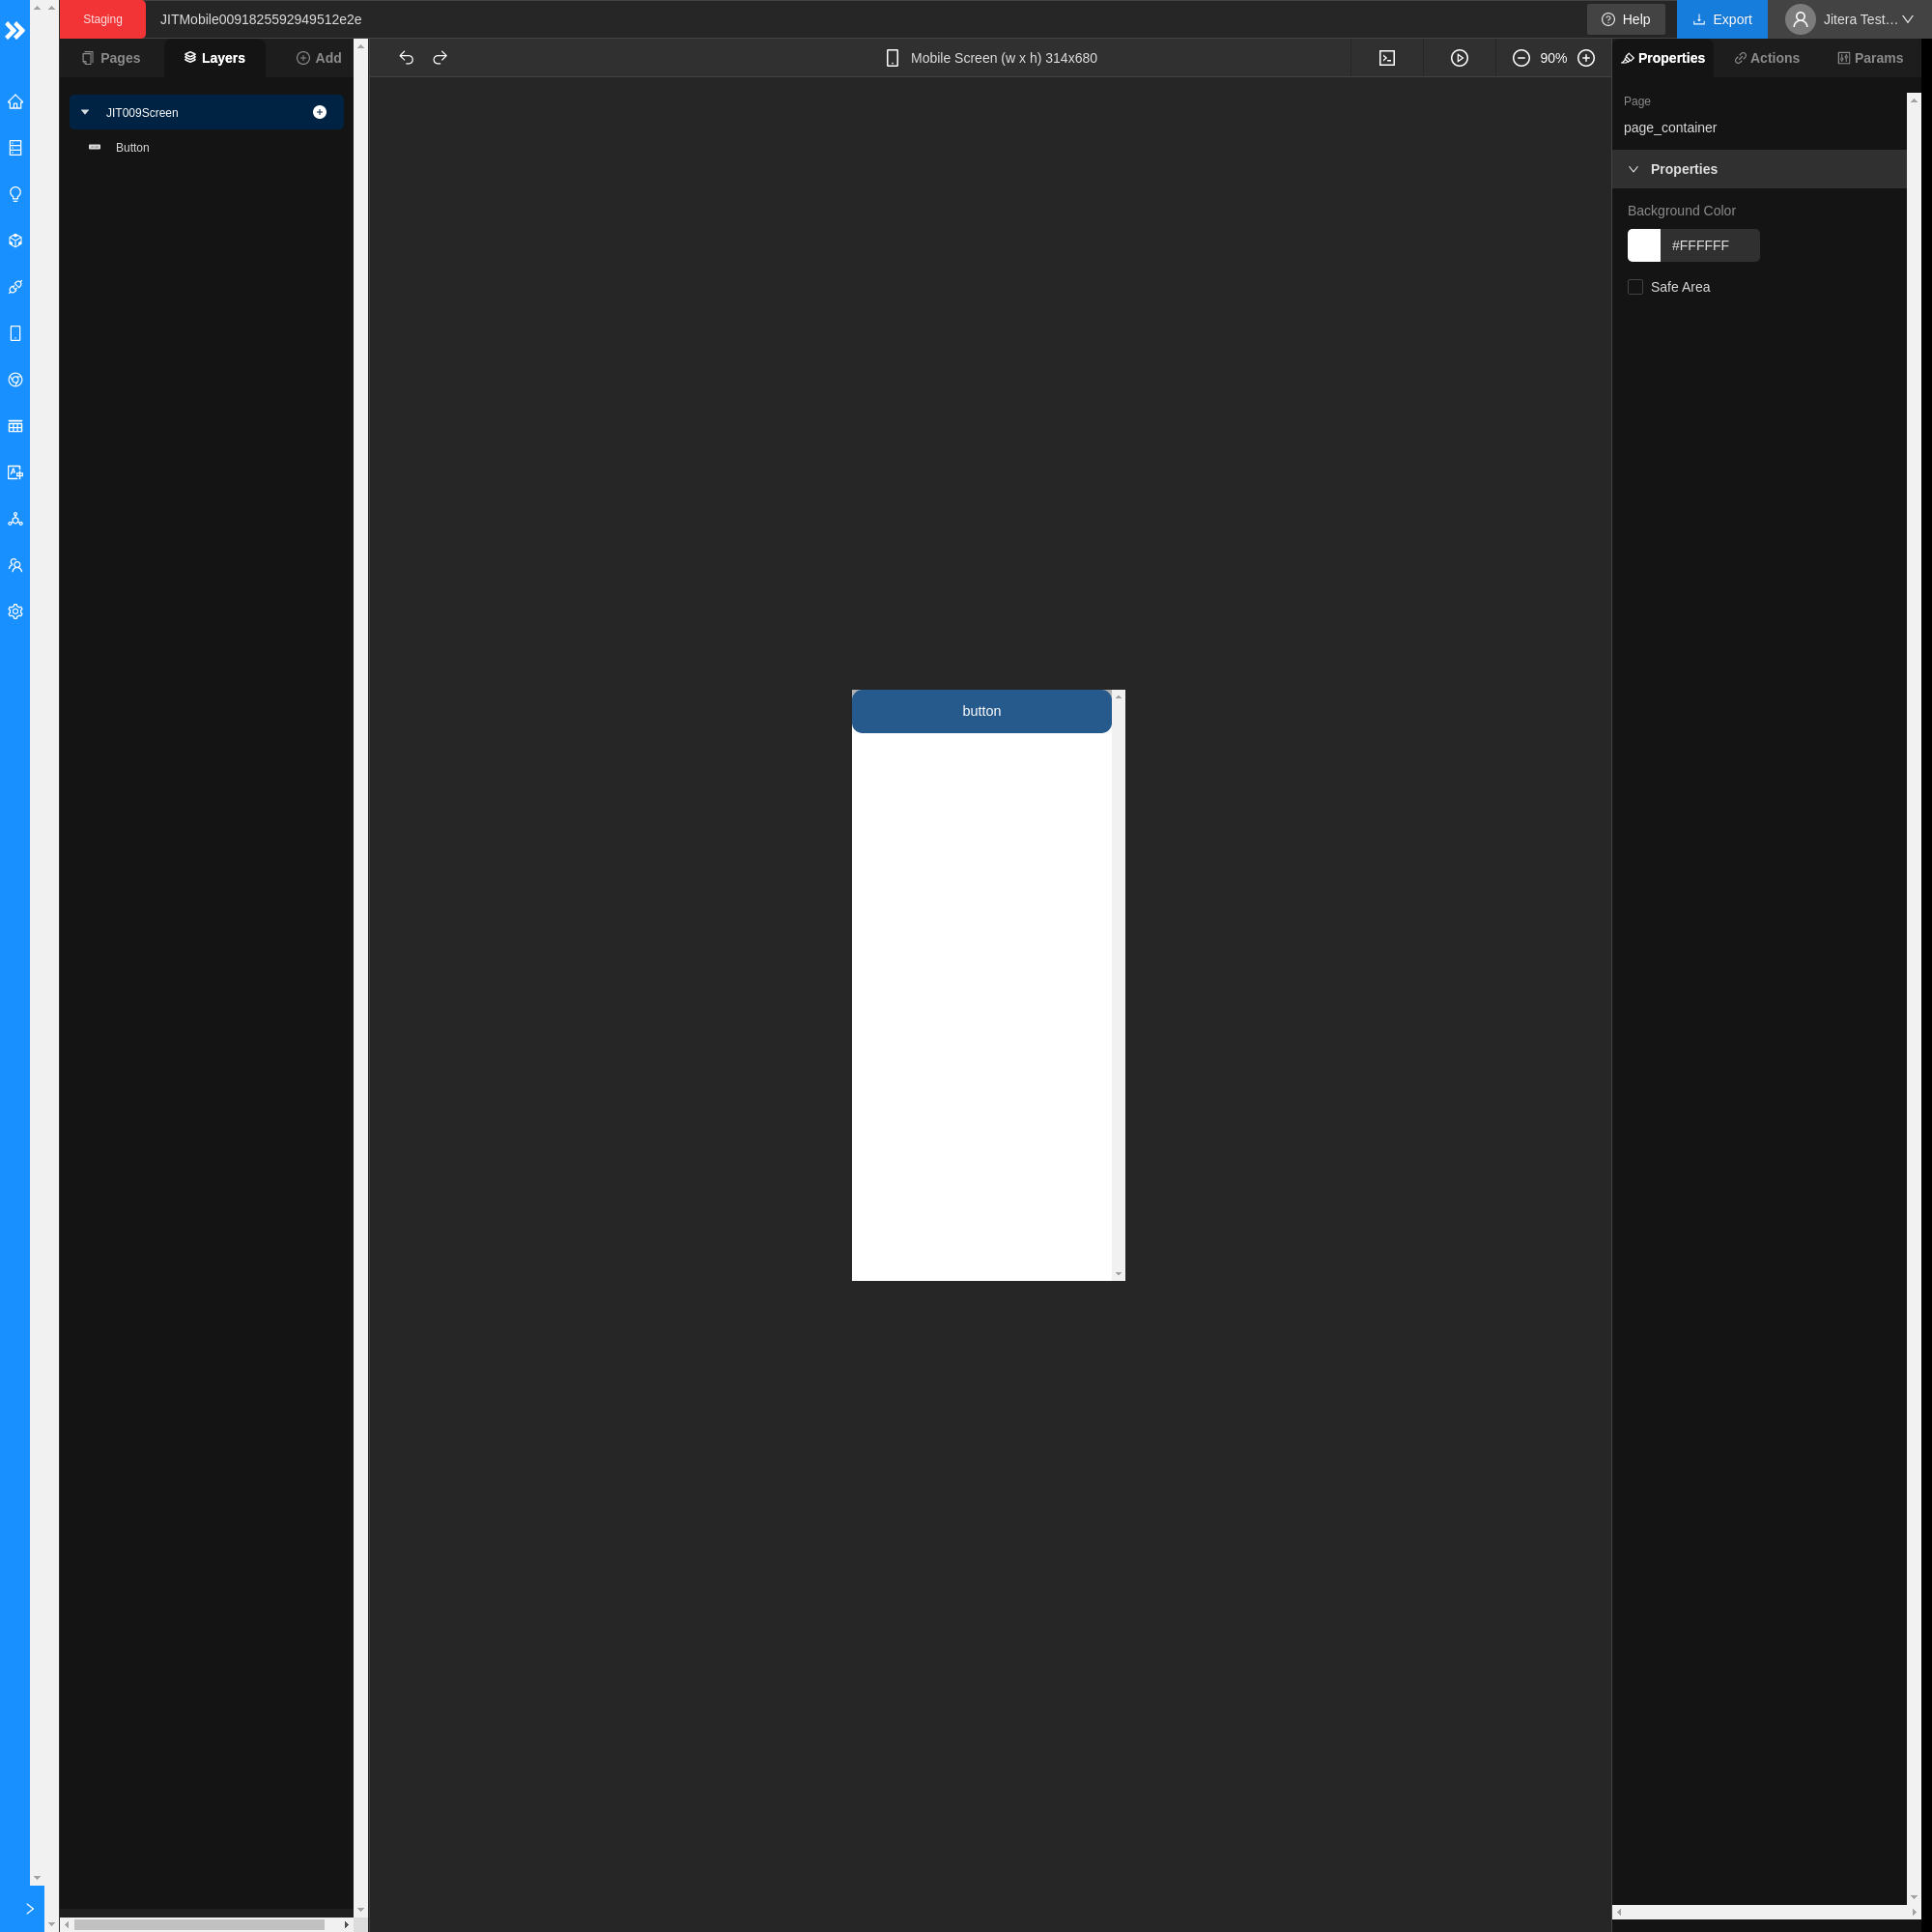 Staging
JITMobile0091825592949512e2e
Help
Export
Jitera Test...
Pages
Layers
Add
Mobile Screen (w x h) 314x680
90%
Properties
Actions
Params
JIT009Screen
Button
Page
page_container
Properties
Background Color
#FFFFFF
Safe Area
button